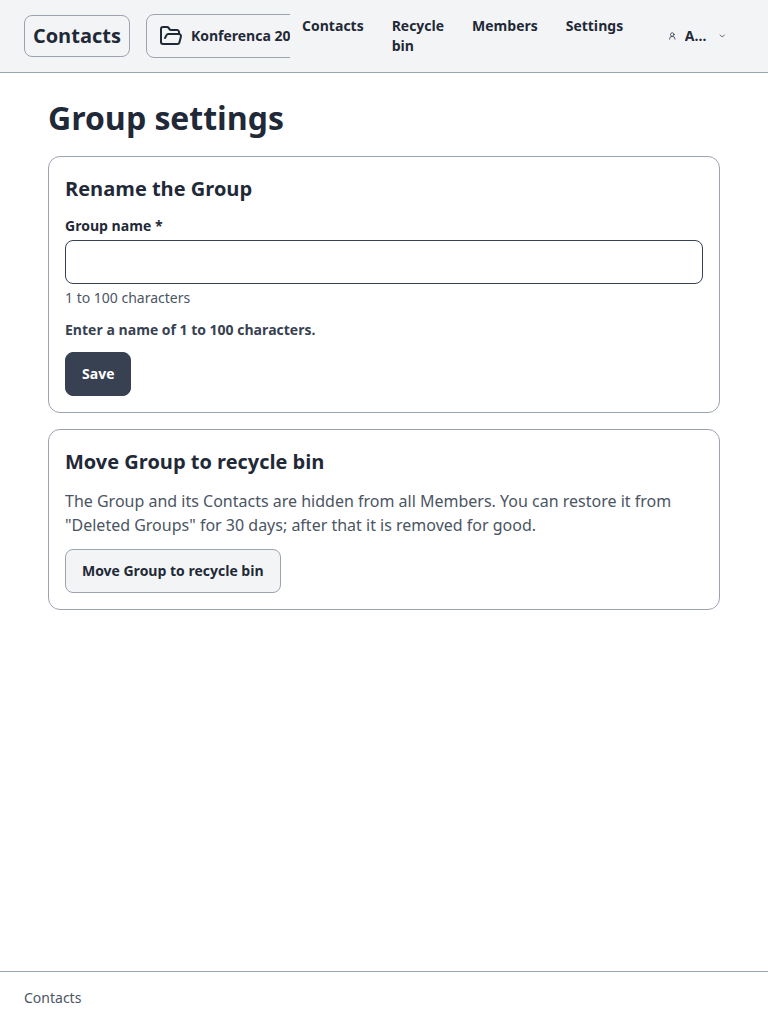 Contacts
Konferenca 20
Contacts
Recycle
bin
Members
Settings
A...
Group settings
Rename the Group
Group name *
1 to 100 characters
Enter a name of 1 to 100 characters.
Save
Move Group to recycle bin
The Group and its Contacts are hidden from all Members. You can restore it from
"Deleted Groups" for 30 days; after that it is removed for good.
Move Group to recycle bin
Contacts